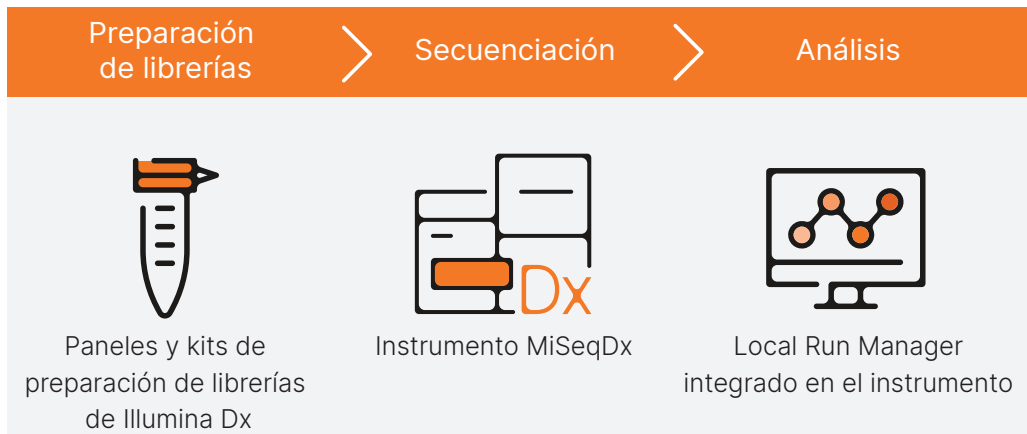 Preparación
de librerías
Secuenciación
Análisis
Dx
Paneles y kits de
preparación de librerías
de Illumina Dx
Instrumento MiSeqDx
Local Run Manager
integrado en el instrumento